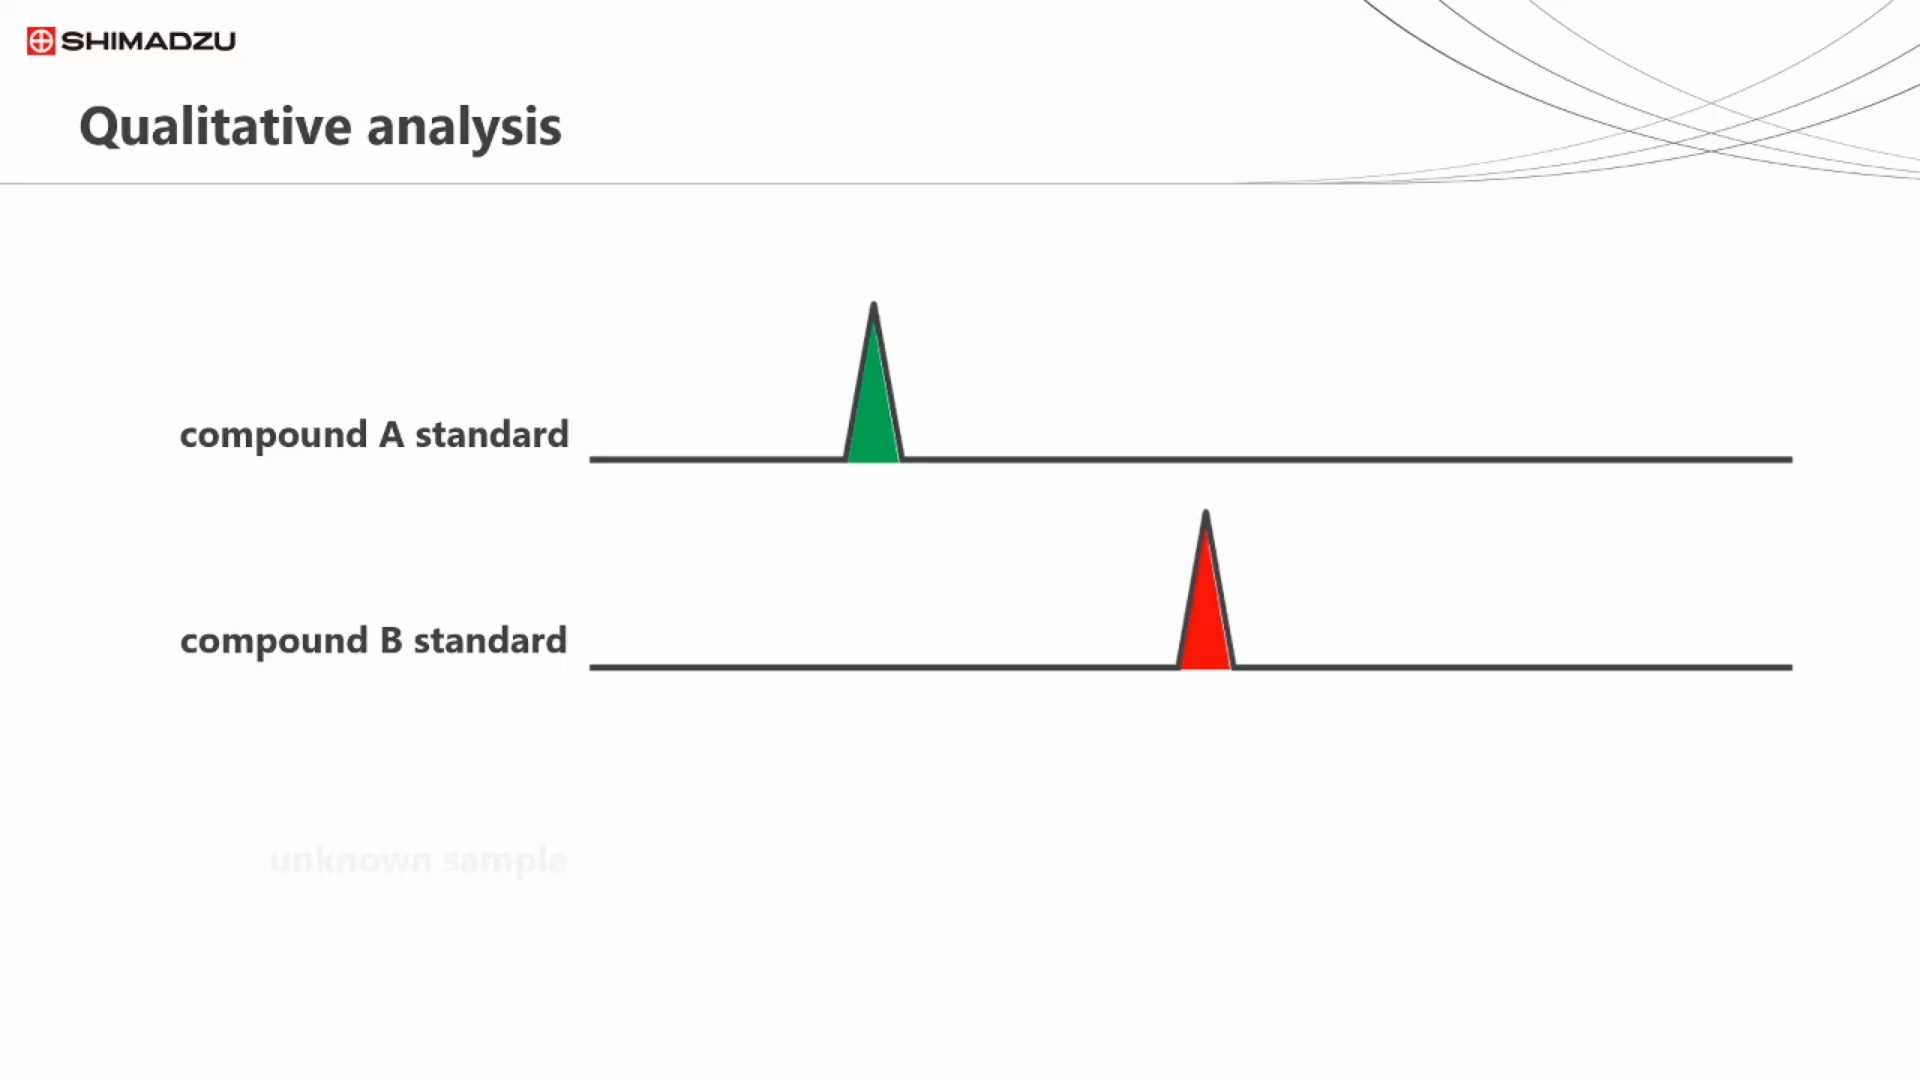 SHIMADZU
Qualitative analysis
compound A standard
compound B standard
unknown sample